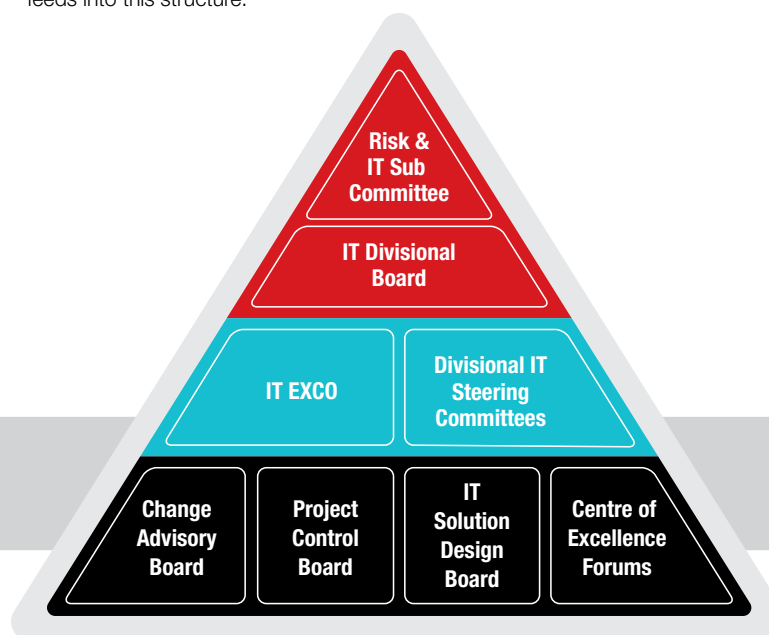 feeds into this structure.
Risk &
IT Sub
Committee
IT Divisional
Board
IT EXCO
Divisional IT
Steering
Committees
Change
Advisory
Board
Project
Control
Board
IT
Solution
Design
Board
Centre of
Excellence
Forums